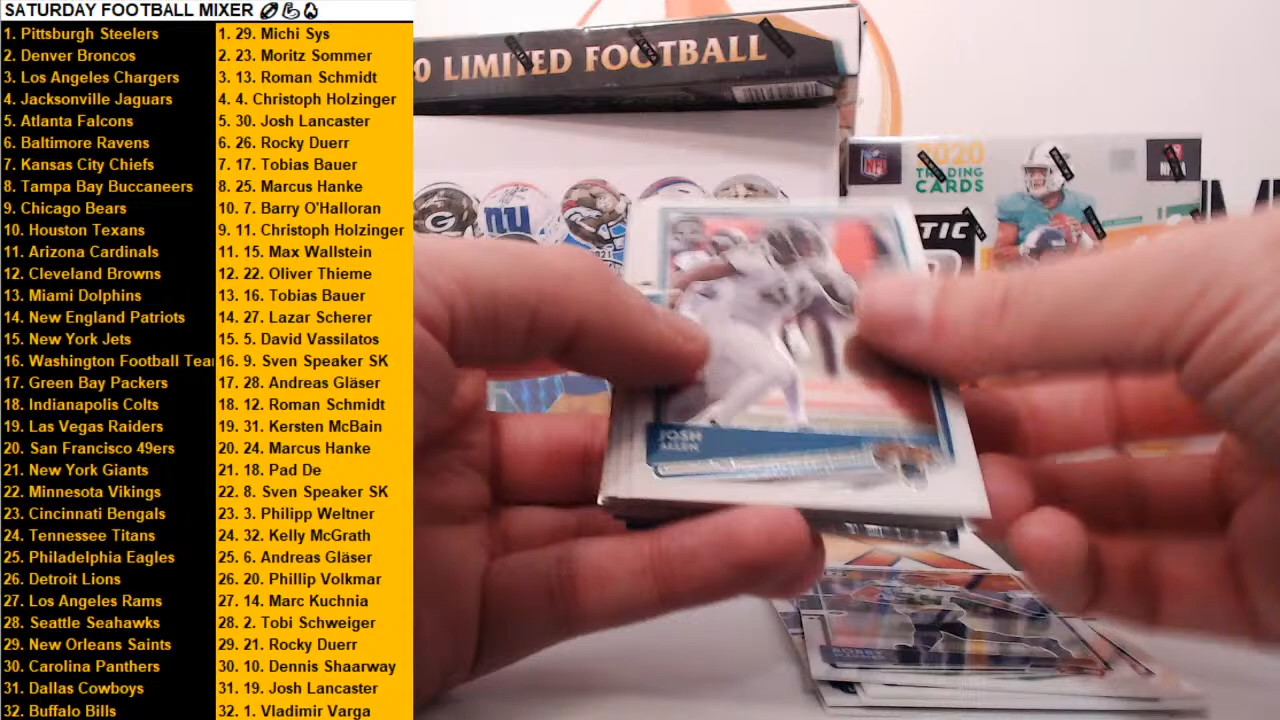 SATURDAY FOOTBALL MIXER
1. Pittsburgh Steelers
2. Denver Broncos
3. Los Angeles Chargers
4. Jacksonville Jaguars
5. Atlanta Falcons
6. Baltimore Ravens
7. Kansas City Chiefs
8. Tampa Bay Buccaneers
9. Chicago Bears
10. Houston Texans
11. Arizona Cardinals
12. Cleveland Browns
13. Miami Dolphins
14. New England Patriots
15. New York Jets
16. Washington Football Tea
17. Green Bay Packers
18. Indianapolis Colts
19. Las Vegas Raiders
20. San Francisco 49ers
21. New York Giants
22. Minnesota Vikings
23. Cincinnati Bengals
24. Tennessee Titans
25. Philadelphia Eagles
26. Detroit Lions
27. Los Angeles Rams
28. Seattle Seahawks
29. New Orleans Saints
30. Carolina Panthers
31. Dallas Cowboys
32. Buffalo Bills
1. 29. Michi Sys
2. 23. Moritz Sommer
3. 13. Roman Schmidt
4. 4. Christoph Holzinger
5. 30. Josh Lancaster
6. 26. Rocky Duerr
7. 17. Tobias Bauer
8. 25. Marcus Hanke
10. 7. Barry O'Halloran
9. 11. Christoph Holzinger
11. 15. Max Wallstein
12. 22. Oliver Thieme
13. 16. Tobias Bauer
14. 27. Lazar Scherer
15. 5. David Vassilatos
16. 9. Sven Speaker SK
17. 28. Andreas Gläser
18. 12. Roman Schmidt
19. 31. Kersten McBain
20. 24. Marcus Hanke
21. 18. Pad De
22. 8. Sven Speaker SK
23. 3. Philipp Weltner
24. 32. Kelly McGrath
25. 6. Andreas Gläser
26. 20. Phillip Volkmar
27. 14. Marc Kuchnia
28. 2. Tobi Schweiger
29. 21. Rocky Duerr
30. 10. Dennis Shaarway
31. 19. Josh Lancaster
32. 1. Vladimir Varga
0 LIMITED FOOTBALL
NFL
2020
TRADING
CARDS
TIC
G
NY
JOSH
ALLEN
BOBBY